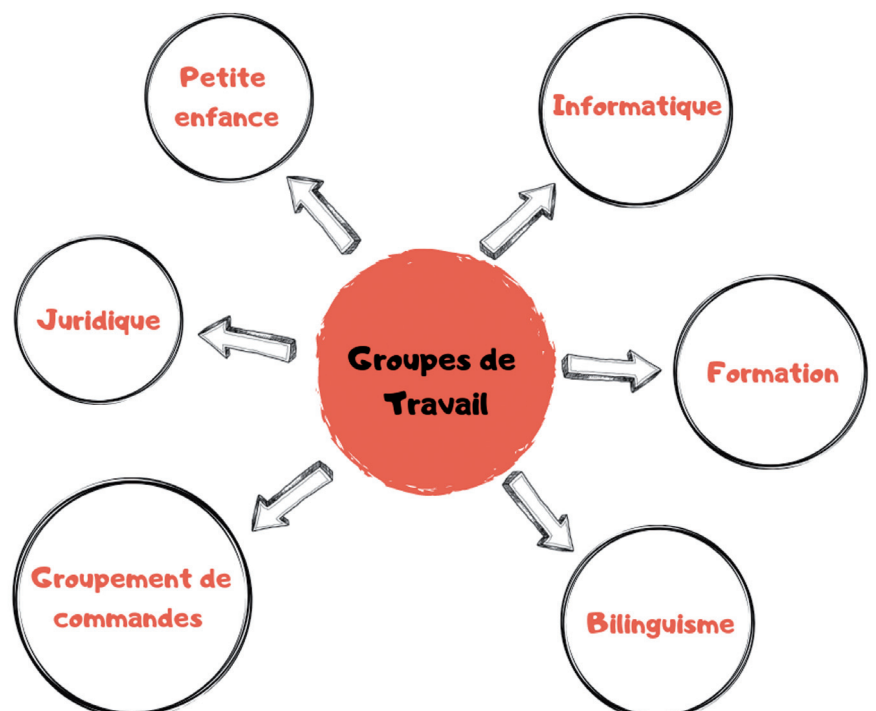 Petite
enfance
Informatique
Juridique
Groupes de
Travail
Formation
Groupement de
commandes
Bilinguisme